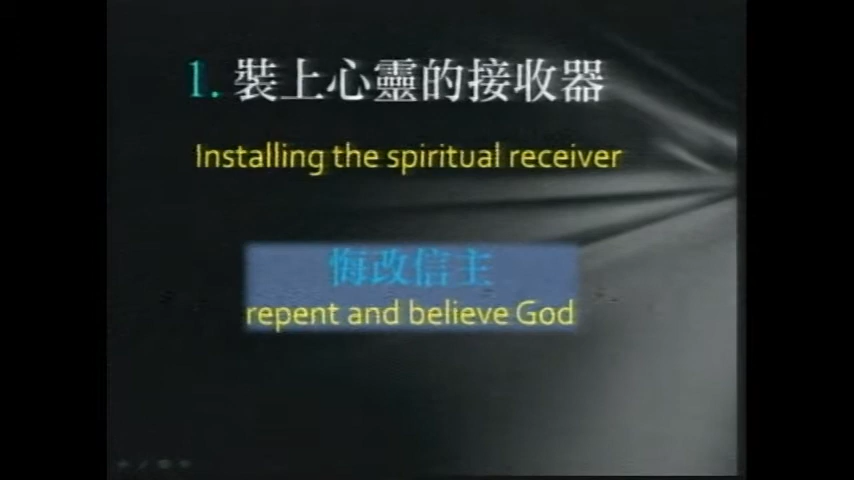 1. 裝上心靈的接收器
Installing the spiritual receiver
悔改信主
repent and believe God